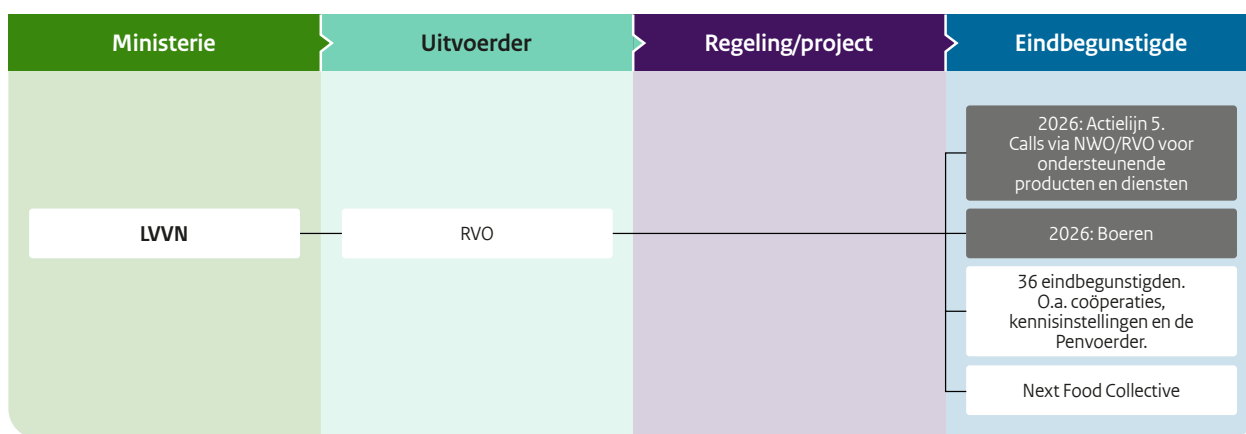 Ministerie
Uitvoerder
Regeling/project
Eindbegunstigde
LVVN
RVO
2026: Actielijn 5.
Calls via NWO/RVO voor
ondersteunende
producten en diensten
2026: Boeren
36 eindbegunstigden.
O.a. coöperaties,
kennisinstellingen en de
Penvoerder.
Next Food Collective